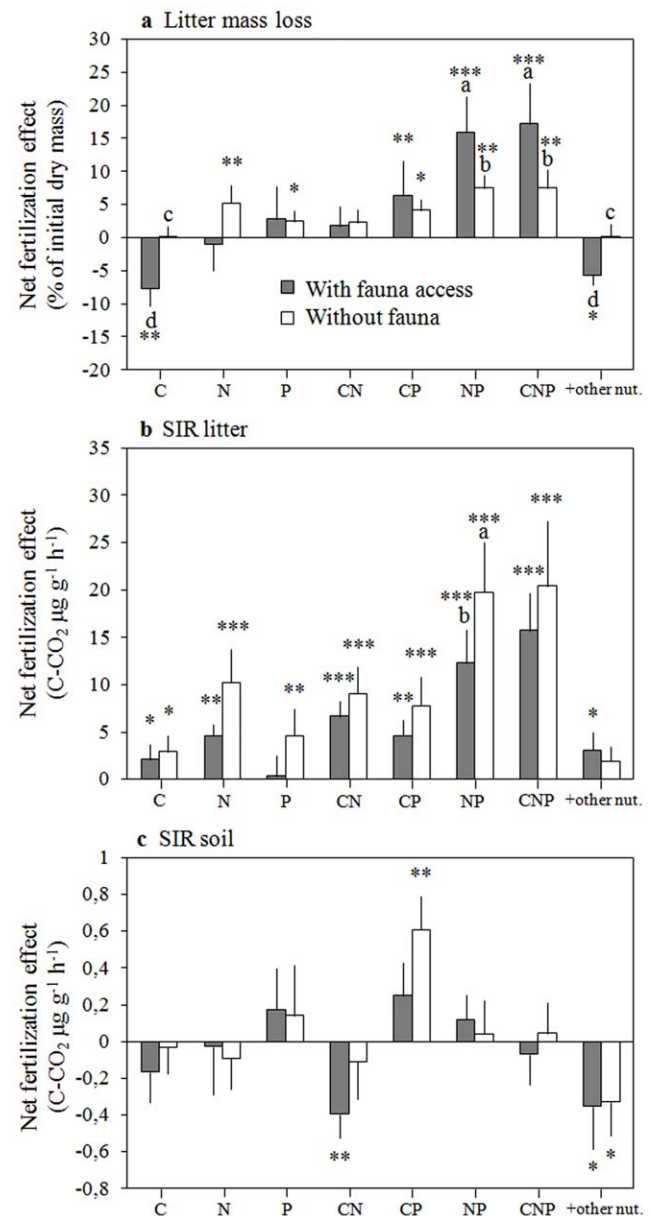 a Litter mass loss
Net fertilization effect
(% of initial dry mass)
30
25
20
15
10
5
0
-5
-10
-15
-20
*** ***
a a
** ** ** **
b b
* *
c c
d d
** *
With fauna access
Without fauna
C N P CN CP NP CNP +other nut.
b SIR litter
Net fertilization effect
(C-CO₂ µg g⁻¹ h⁻¹)
35
30
25
20
15
10
5
0
*** ***
a
*** *** *** *** *** ***
b
** ** **
* * *
C N P CN CP NP CNP +other nut.
c SIR soil
Net fertilization effect
(C-CO₂ µg g⁻¹ h⁻¹)
1
0,8
0,6
0,4
0,2
0
-0,2
-0,4
-0,6
-0,8
**
** * *
C N P CN CP NP CNP +other nut.